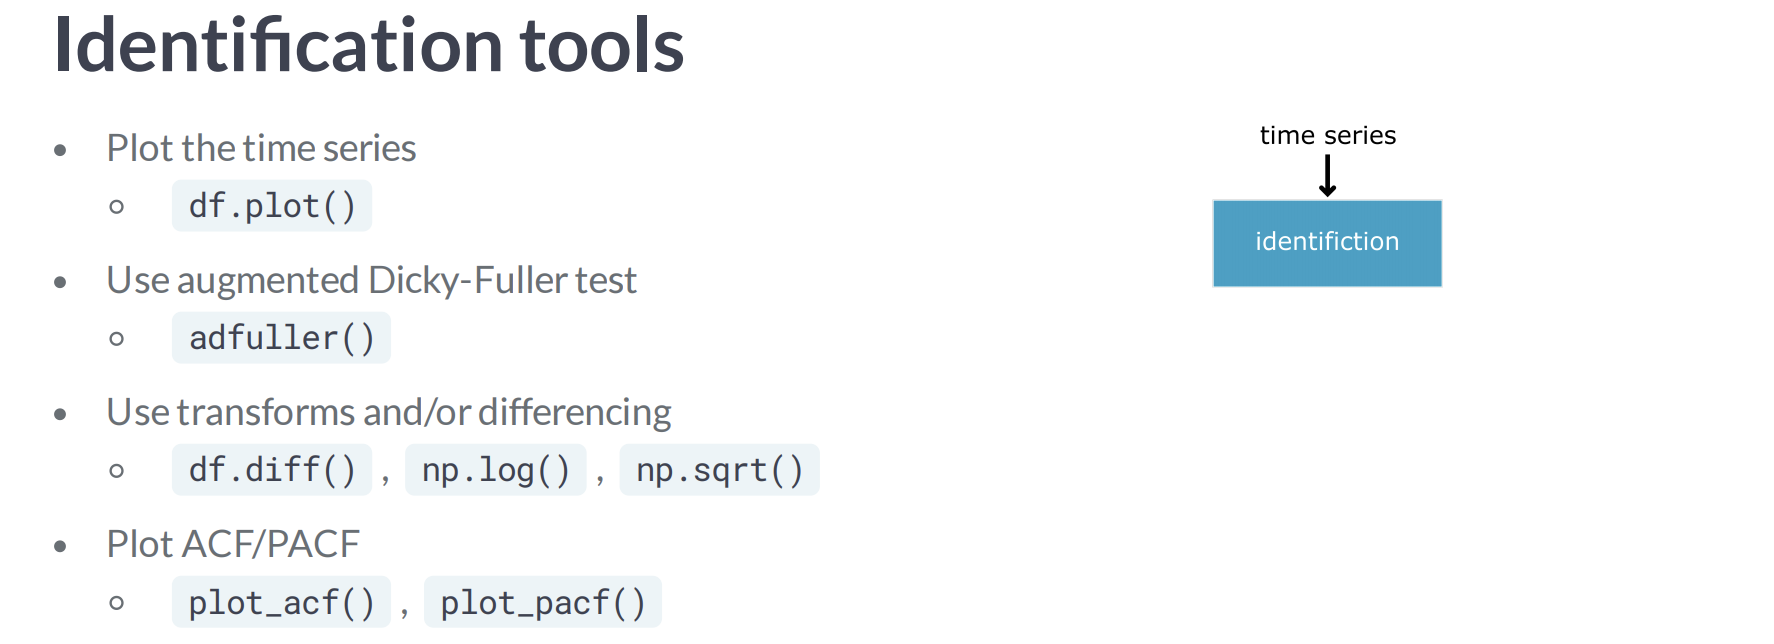 Identification tools
• Plot the time series
○ df.plot()
• Use augmented Dicky-Fuller test
○ adfuller()
• Use transforms and/or differencing
○ df.diff() , np.log() , np.sqrt()
• Plot ACF/PACF
○ plot_acf() , plot_pacf()
time series
identifiction